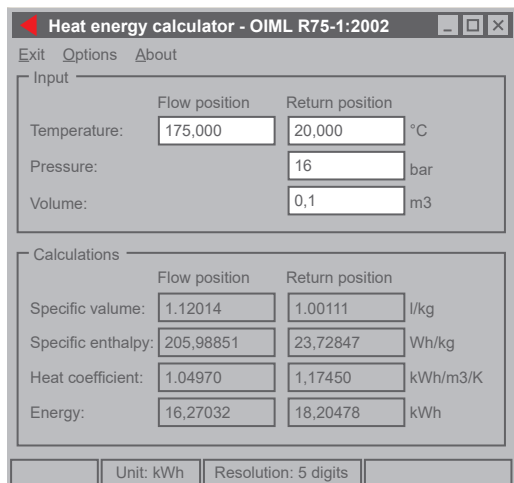 Heat energy calculator - OIML R75-1:2002
Exit Options About
Input
Flow position Return position
Temperature: 175,000 20,000 °C
Pressure: 16 bar
Volume: 0,1 m3
Calculations
Flow position Return position
Specific valume: 1.12014 1.00111 l/kg
Specific enthalpy: 205,98851 23,72847 Wh/kg
Heat coefficient: 1.04970 1,17450 kWh/m3/K
Energy: 16,27032 18,20478 kWh
Unit: kWh Resolution: 5 digits